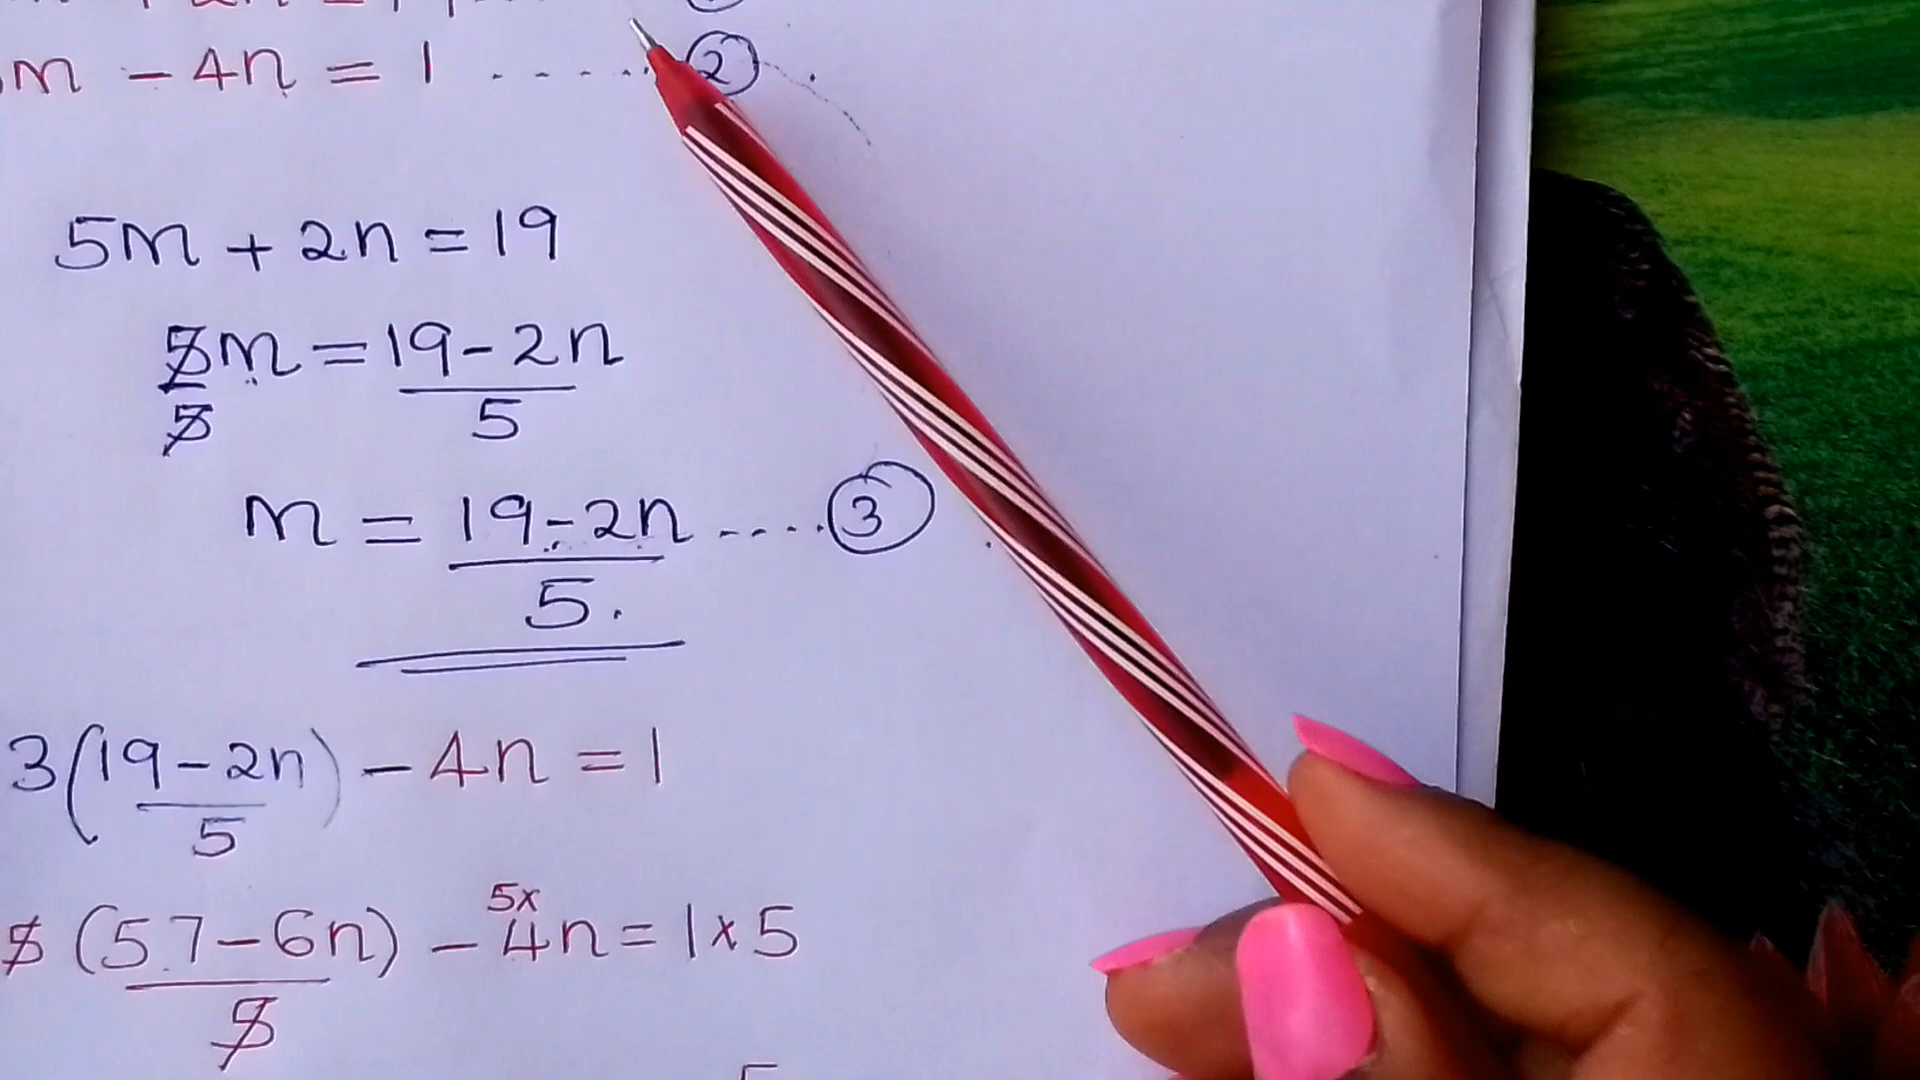 m - 4n = 1 ...... ②
5m + 2n = 19
5m = 19 - 2n
5 5
m = 19 - 2n .... ③
5.
3(19 - 2n) - 4n = 1
5
5x
5 (57 - 6n) - 4n = 1 x 5
5